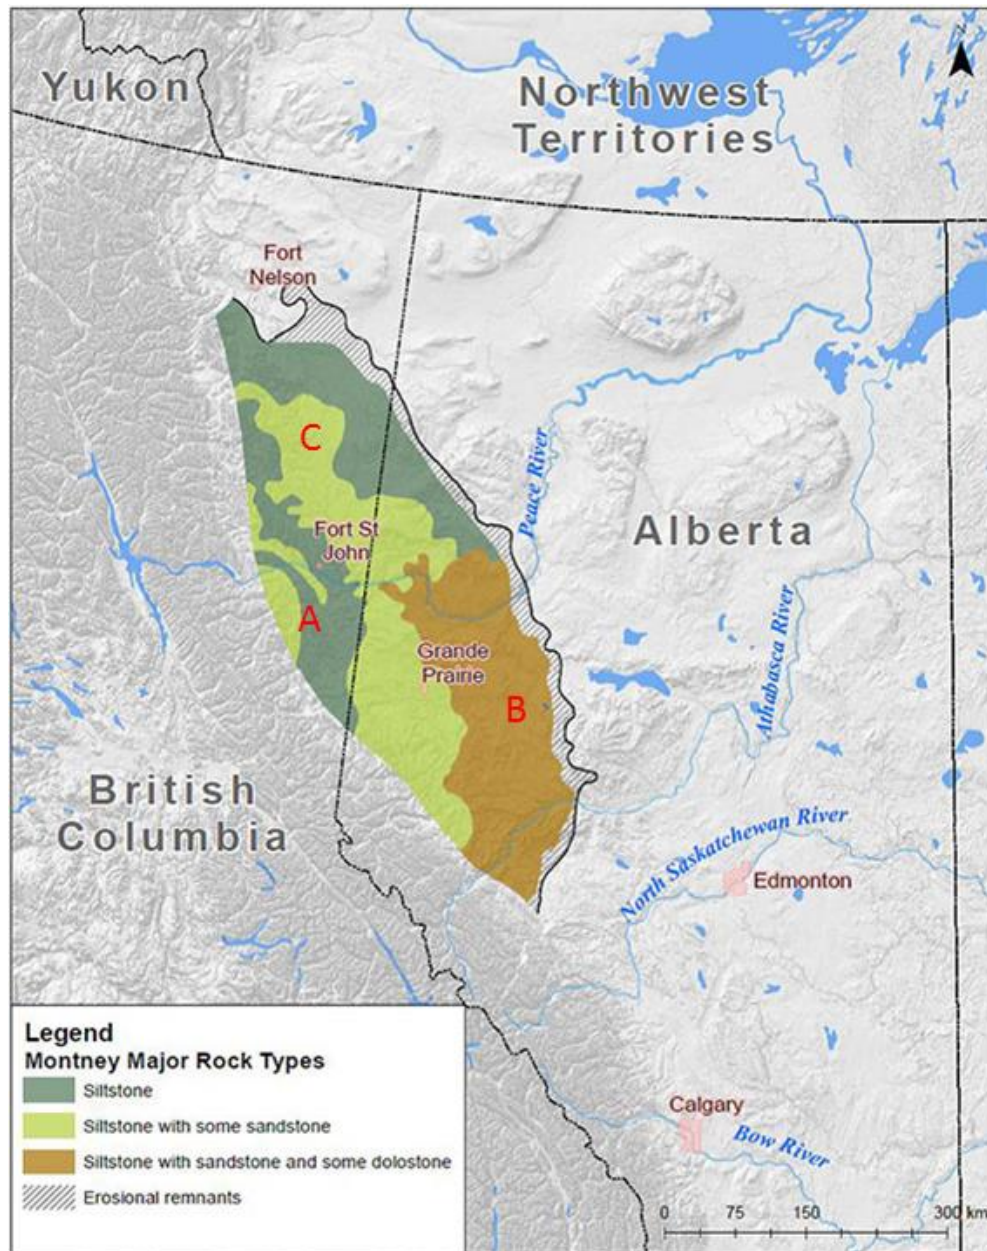 Yukon
Northwest
Territories
Fort
Nelson
C
Peace River
Fort St
John
Alberta
A
Grande
Prairie
B
Athabasca River
British
Columbia
North Saskatchewan River
Edmonton
Legend
Montney Major Rock Types
Siltstone
Siltstone with some sandstone
Siltstone with sandstone and some dolostone
Erosional remnants
Calgary
Bow River
0 75 150 300 km